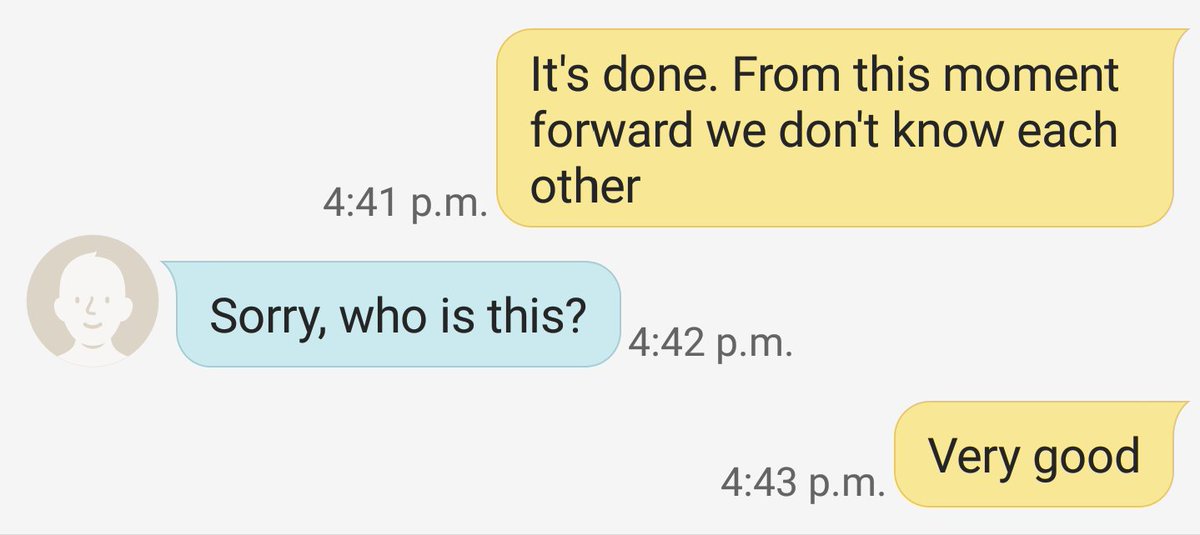 It's done. From this moment
forward we don't know each
other
4:41 p.m.
Sorry, who is this?
4:42 p.m.
Very good
4:43 p.m.